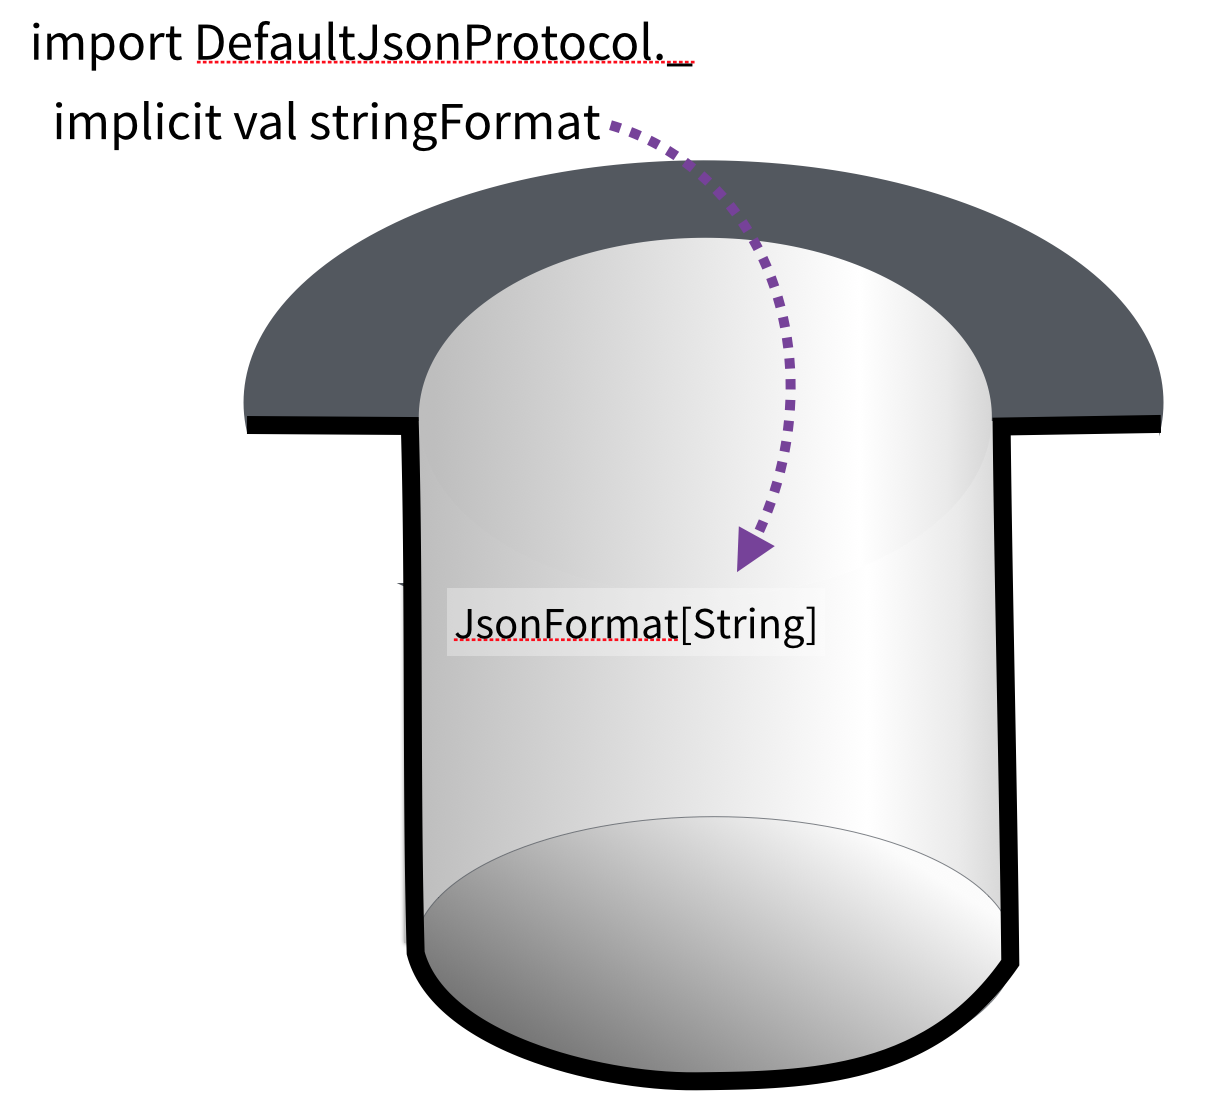 import DefaultJsonProtocol._
implicit val stringFormat
JsonFormat[String]